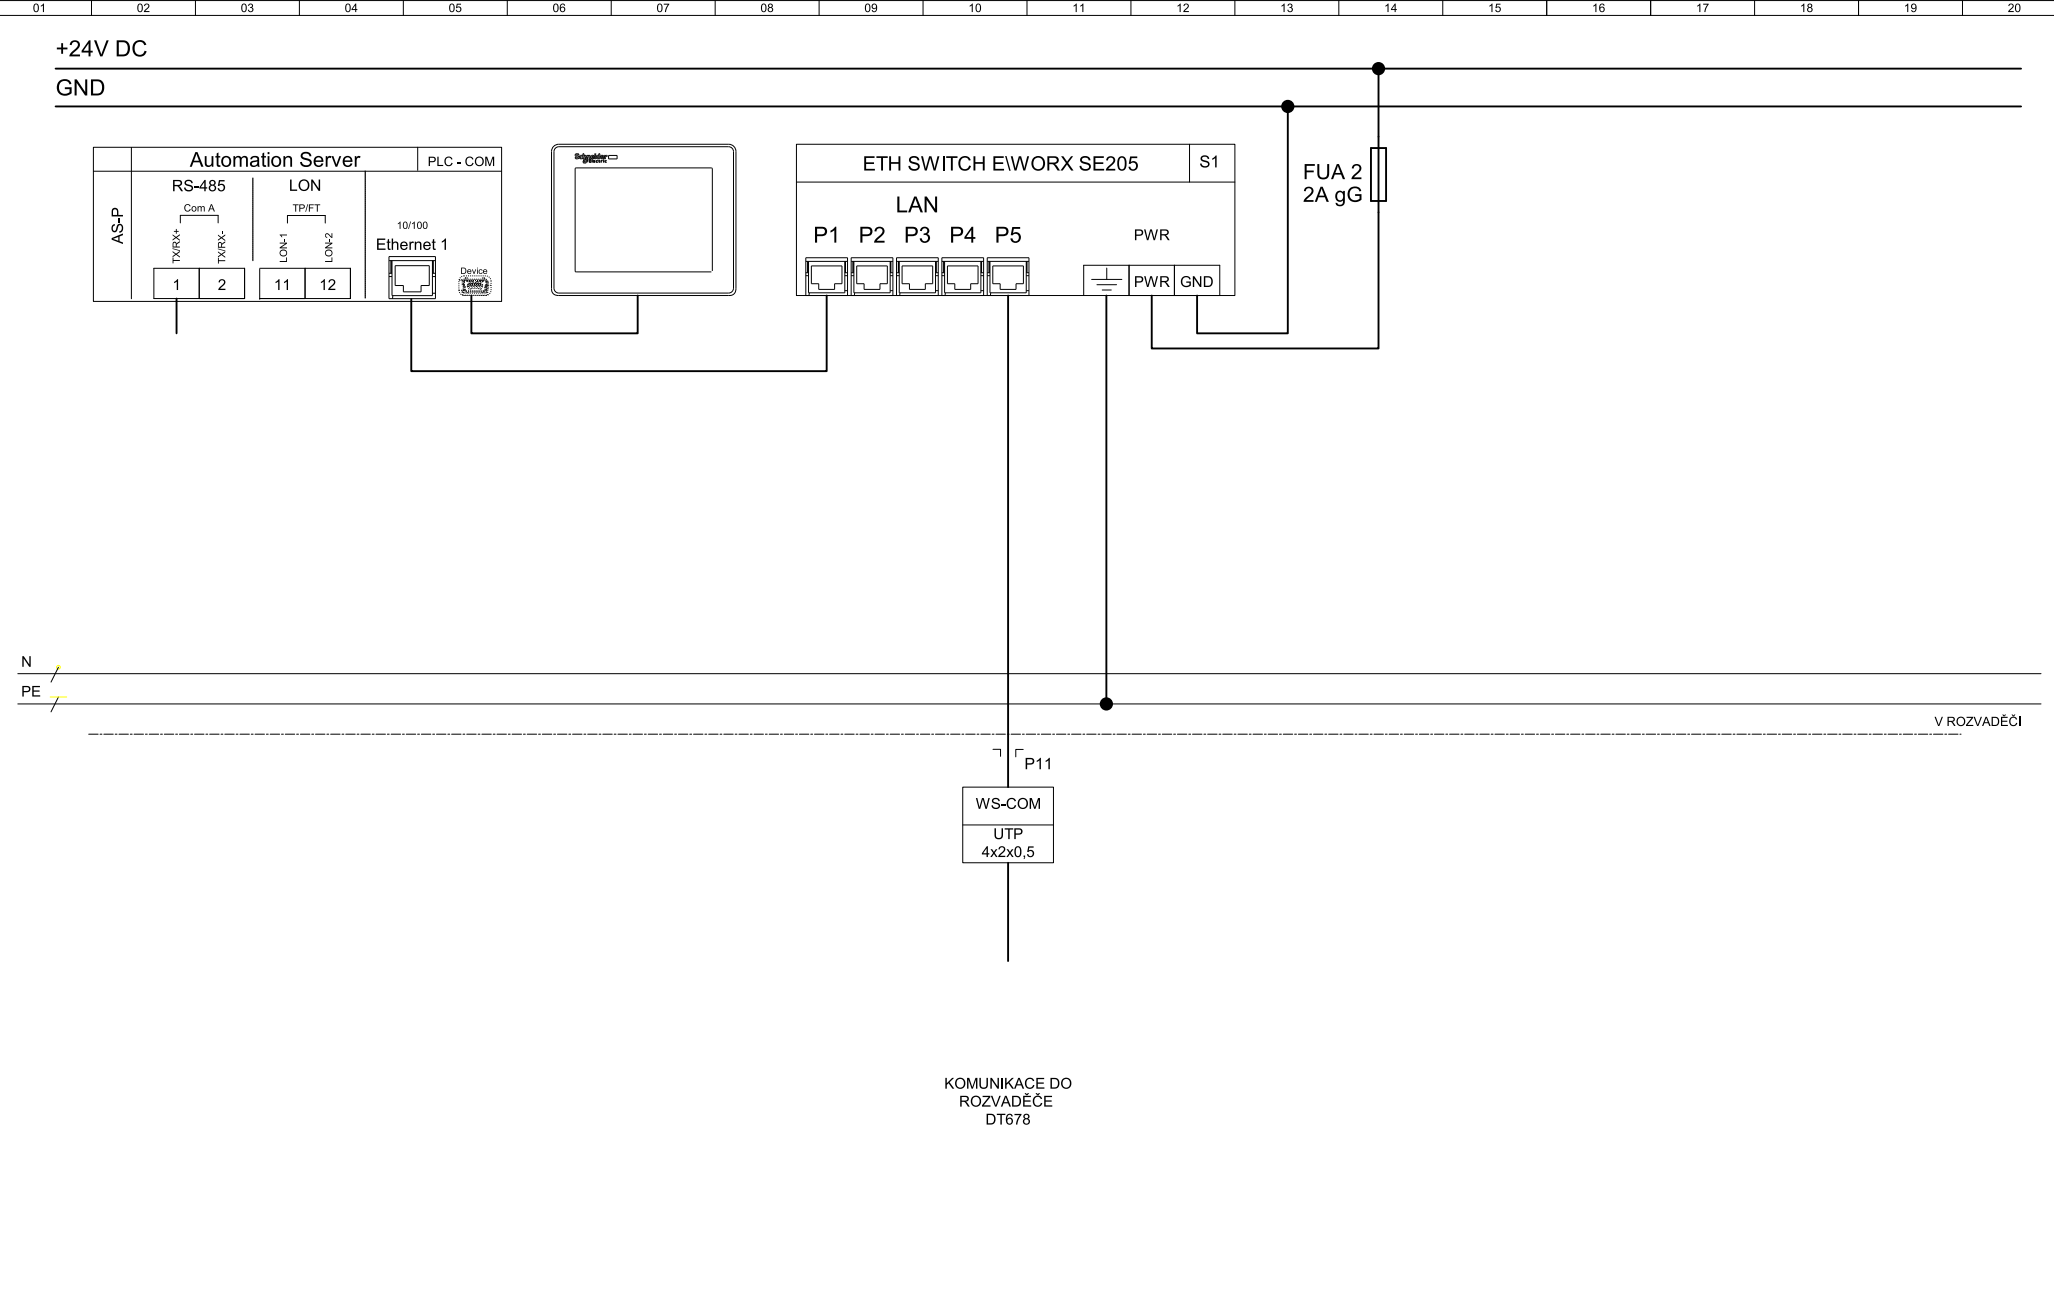 01 02 03 04 05 06 07 08 09 10 11 12 13 14 15 16 17 18 19 20
+24V DC
GND
Automation Server
PLC - COM
AS-P
RS-485
LON
Com A
TP/FT
TX/RX+
TX/RX-
LON-1
LON-2
10/100
Ethernet 1
Device
1
2
11
12
Schneider
Electric
ETH SWITCH E\WORX SE205
S1
LAN
P1 P2 P3 P4 P5
PWR
PWR
GND
FUA 2
2A gG
N
PE
V ROZVADĚČI
P11
WS-COM
UTP
4x2x0,5
KOMUNIKACE DO
ROZVADĚČE
DT678